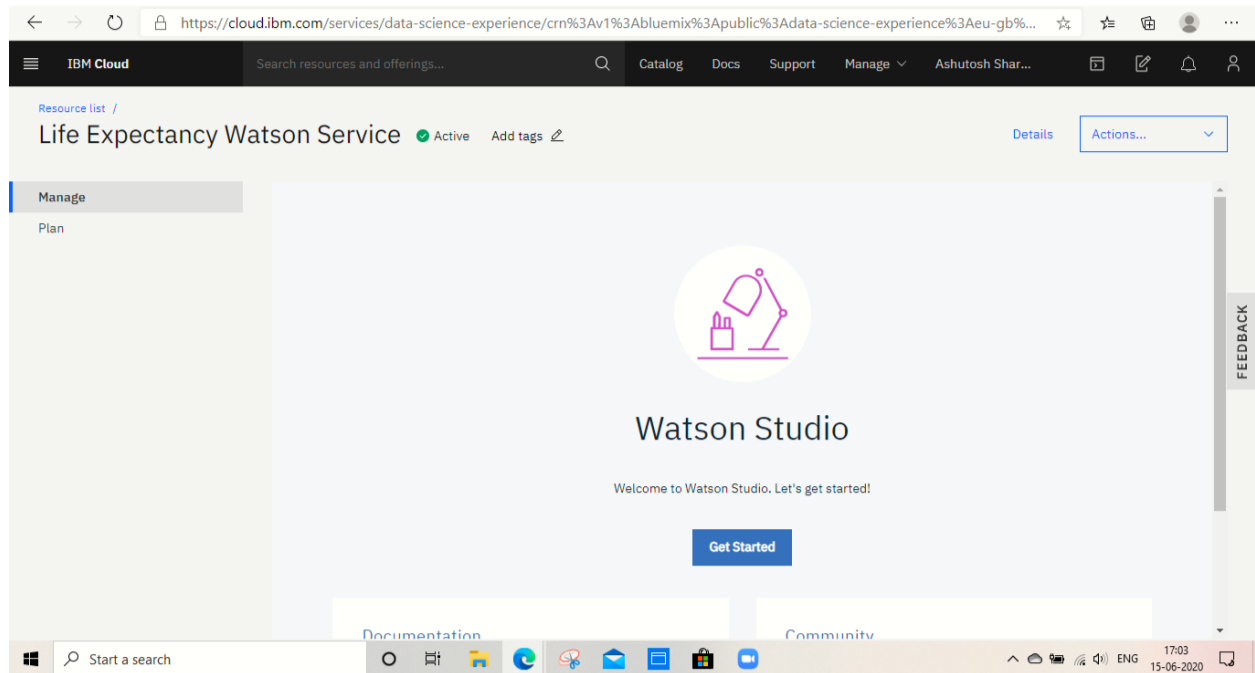 https://cloud.ibm.com/services/data-science-experience/crn%3Av1%3Abluemix%3Apublic%3Adata-science-experience%3Aeu-gb%...
IBM Cloud
Search resources and offerings...
Catalog
Docs
Support
Manage
Ashutosh Shar...
Resource list /
Life Expectancy Watson Service
Active
Add tags
Details
Actions...
Manage
Plan
Watson Studio
Welcome to Watson Studio. Let's get started!
Get Started
FEEDBACK
Documentation
Community
Start a search
ENG
17:03
15-06-2020